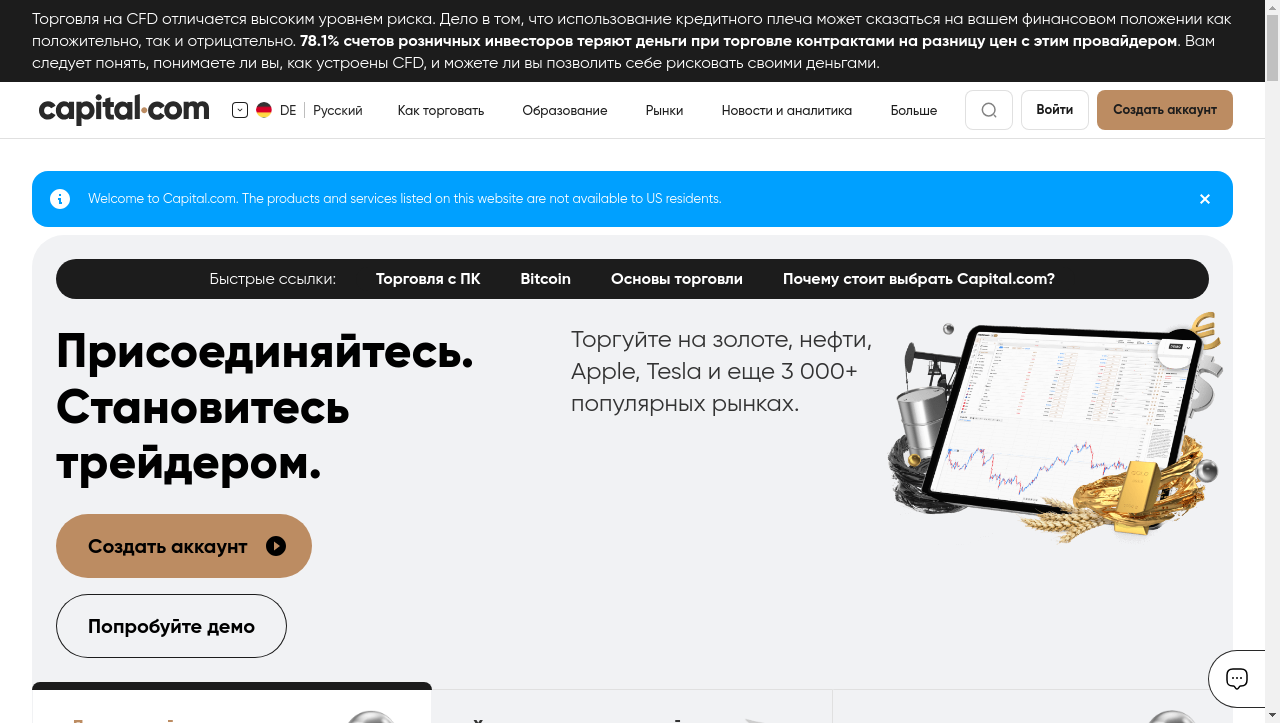 Торговля на CFD отличается высоким уровнем риска. Дело в том, что использование кредитного плеча может сказаться на вашем финансовом положении как
положительно, так и отрицательно. 78.1% счетов розничных инвесторов теряют деньги при торговле контрактами на разницу цен с этим провайдером. Вам
следует понять, понимаете ли вы, как устроены CFD, и можете ли вы позволить себе рисковать своими деньгами.
capital.com DE Русский Как торговать Образование Рынки Новости и аналитика Больше Войти Создать аккаунт
Welcome to Capital.com. The products and services listed on this website are not available to US residents.
Быстрые ссылки: Торговля с ПК Bitcoin Основы торговли Почему стоит выбрать Capital.com?
Присоединяйтесь.
Становитесь
трейдером.
Торгуйте на золоте, нефти,
Apple, Tesla и еще 3 000+
популярных рынках.
Создать аккаунт
Попробуйте демо